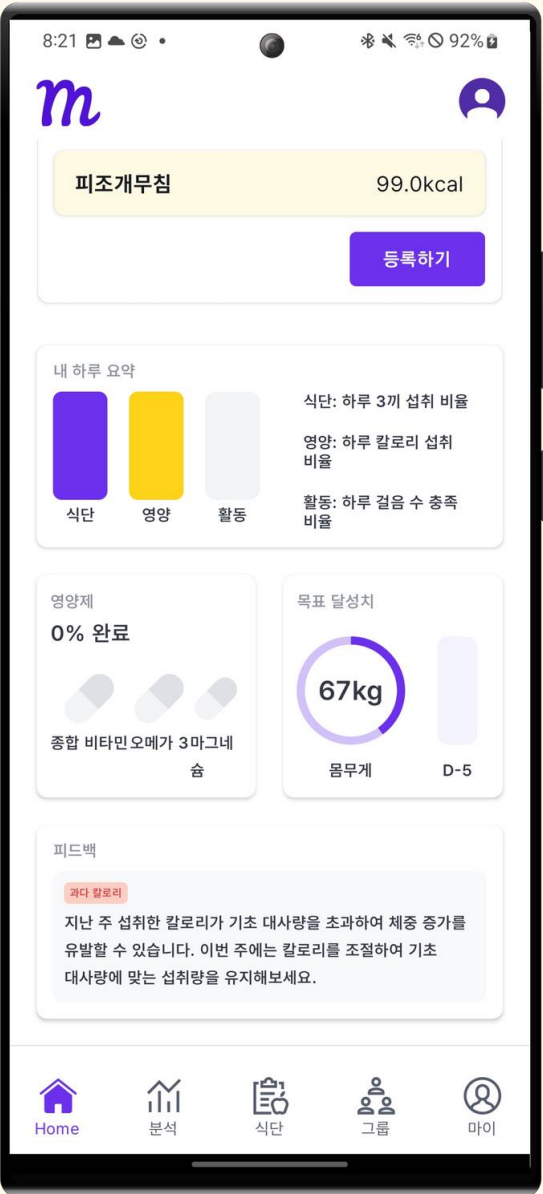 8:21
92%
m
피조개무침 99.0kcal
등록하기
내 하루 요약
식단 영양 활동
식단: 하루 3끼 섭취 비율
영양: 하루 칼로리 섭취
비율
활동: 하루 걸음 수 충족
비율
영양제
0% 완료
종합 비타민 오메가 3 마그네
슘
목표 달성치
67kg
몸무게 D-5
피드백
과다 칼로리
지난 주 섭취한 칼로리가 기초 대사량을 초과하여 체중 증가를
유발할 수 있습니다. 이번 주에는 칼로리를 조절하여 기초
대사량에 맞는 섭취량을 유지해보세요.
Home 분석 식단 그룹 마이